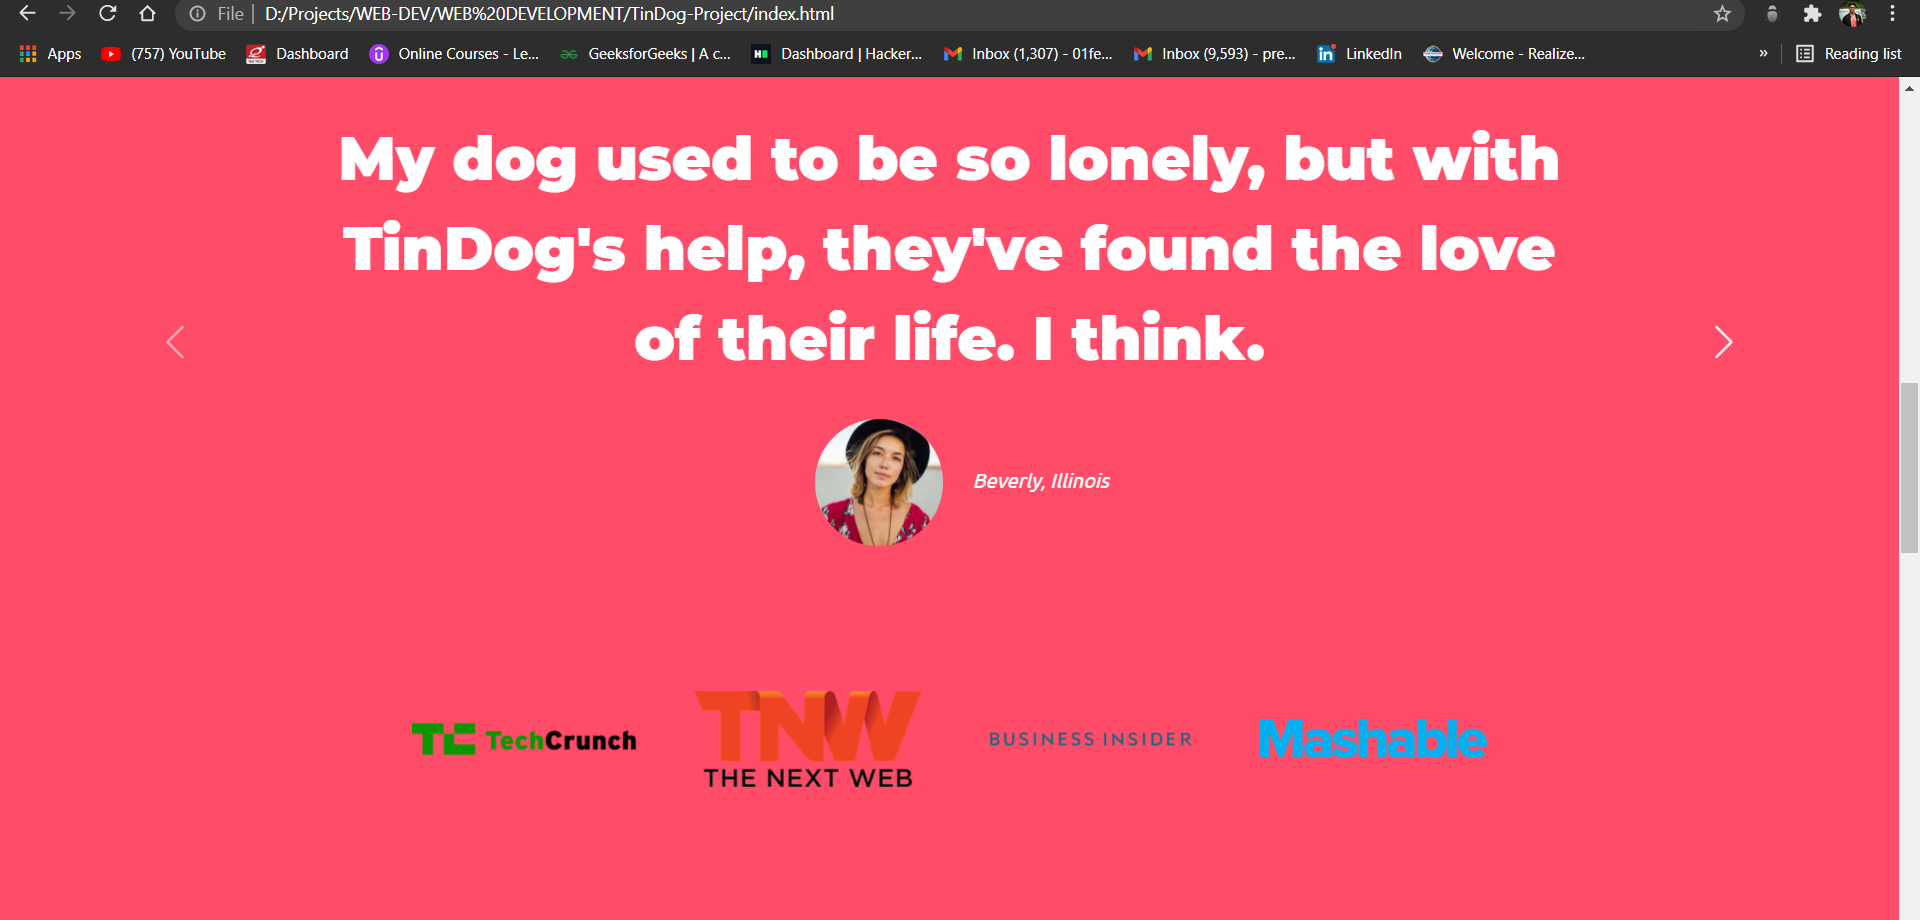 File D:/Projects/WEB-DEV/WEB%20DEVELOPMENT/TinDog-Project/index.html
Apps (757) YouTube Dashboard Online Courses - Le... GeeksforGeeks | A c... H Dashboard | Hacker... Inbox (1,307) - 01fe... Inbox (9,593) - pre... in LinkedIn Welcome - Realize... » Reading list
My dog used to be so lonely, but with
TinDog's help, they've found the love
of their life. I think.
Beverly, Illinois
TC TechCrunch
TNW
THE NEXT WEB
BUSINESS INSIDER
Mashable